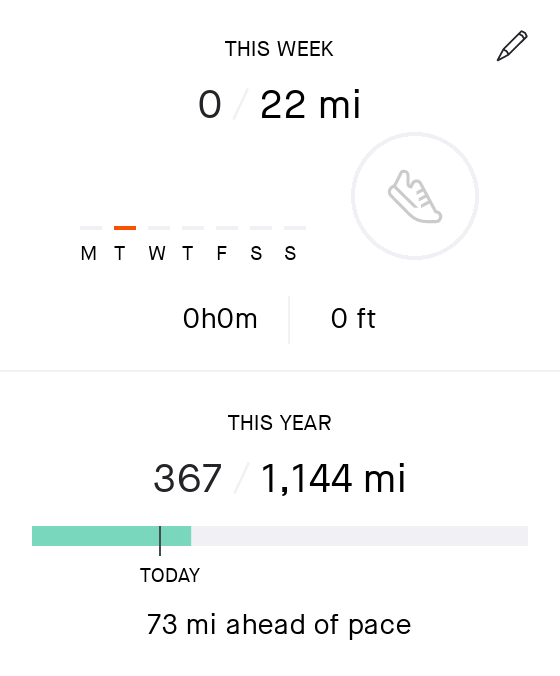 THIS WEEK
0 / 22 mi
M T W T F S S
0h0m
0 ft
THIS YEAR
367 / 1,144 mi
TODAY
73 mi ahead of pace